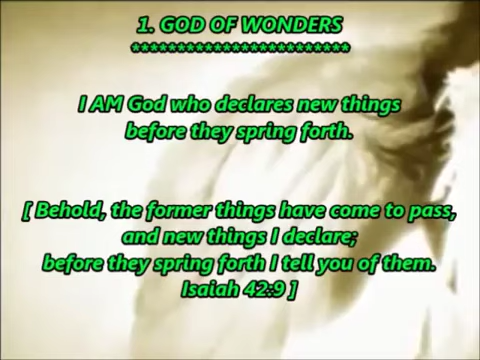 1. GOD OF WONDERS
************************
I AM God who declares new things
before they spring forth.
[ Behold, the former things have come to pass,
and new things I declare;
before they spring forth I tell you of them.
Isaiah 42:9 ]